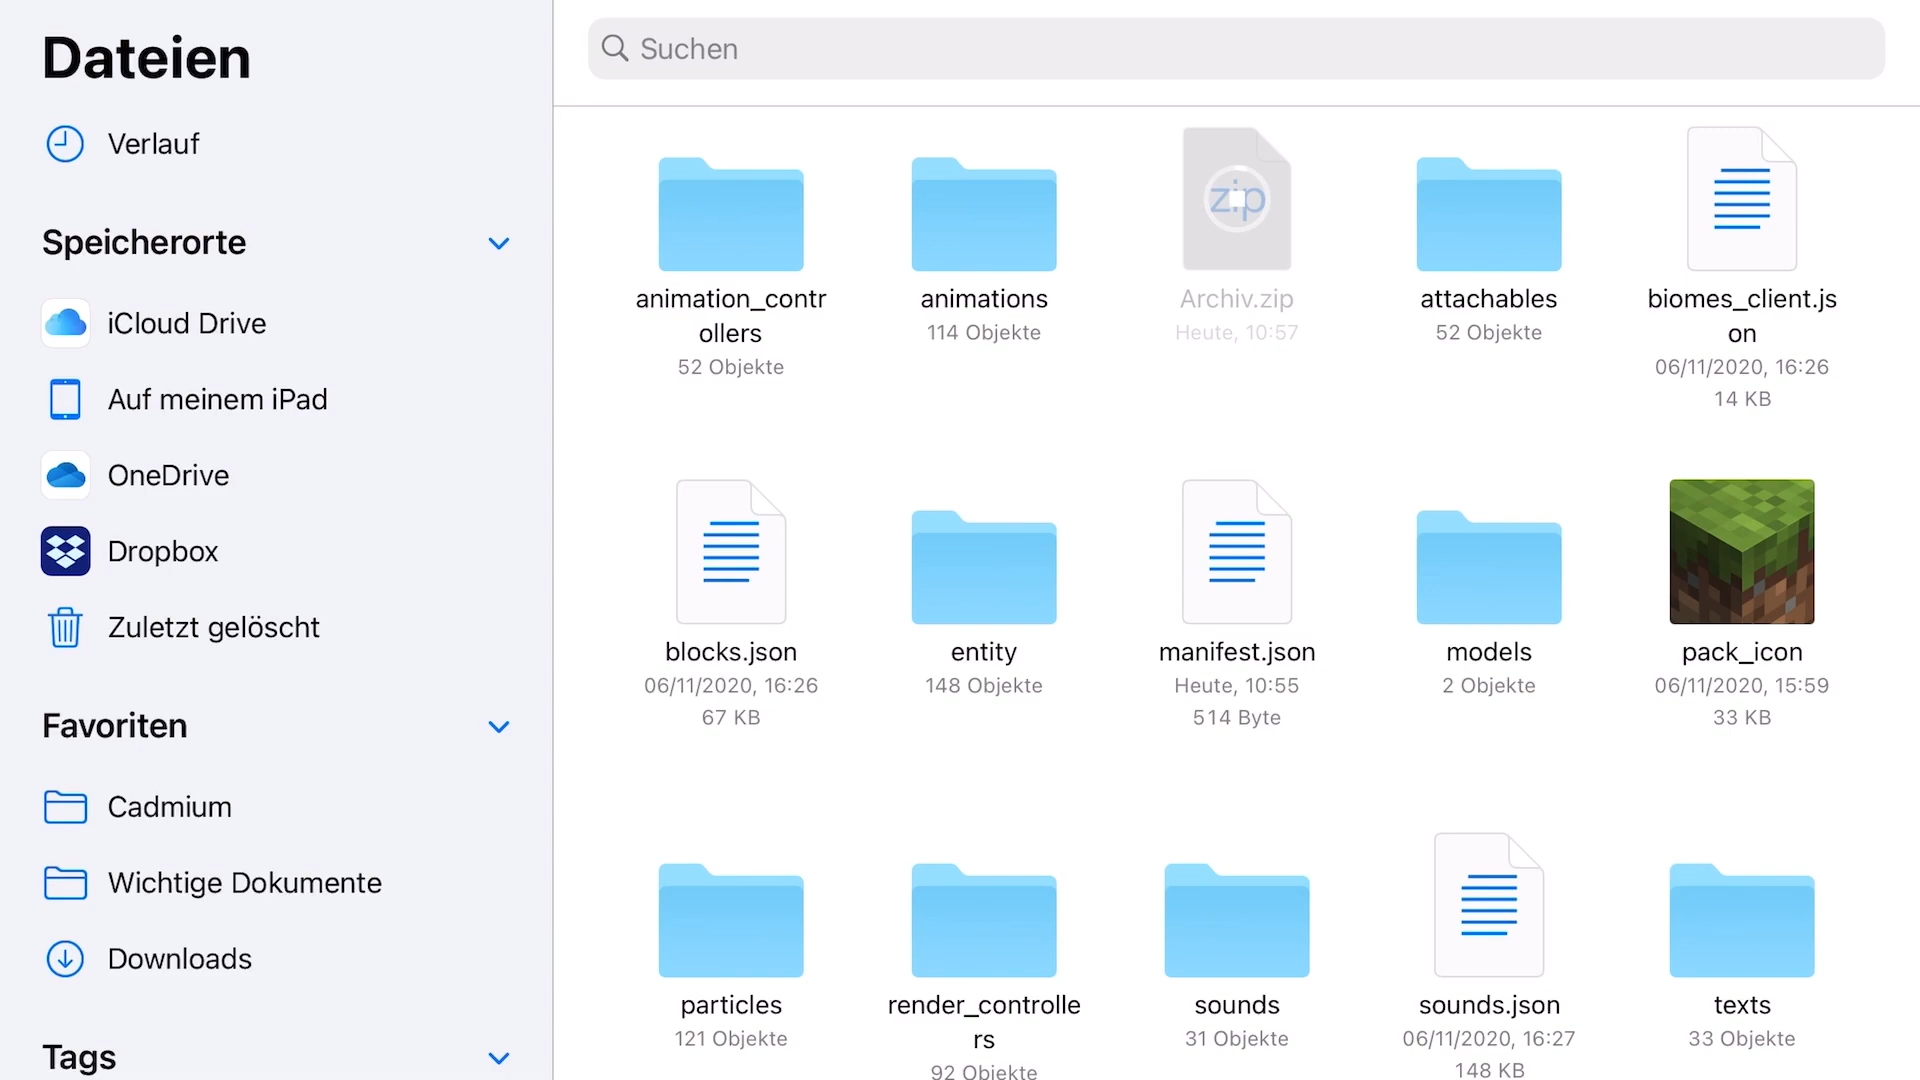 Dateien
Verlauf
Speicherorte
iCloud Drive
Auf meinem iPad
OneDrive
Dropbox
Zuletzt gelöscht
Favoriten
Cadmium
Wichtige Dokumente
Downloads
Tags
Suchen
animation_contr
ollers
52 Objekte
animations
114 Objekte
zip
Archiv.zip
Heute, 10:57
attachables
52 Objekte
biomes_client.js
on
06/11/2020, 16:26
14 KB
blocks.json
06/11/2020, 16:26
67 KB
entity
148 Objekte
manifest.json
Heute, 10:55
514 Byte
models
2 Objekte
pack_icon
06/11/2020, 15:59
33 KB
particles
121 Objekte
render_controlle
rs
92 Objekte
sounds
31 Objekte
sounds.json
06/11/2020, 16:27
148 KB
texts
33 Objekte